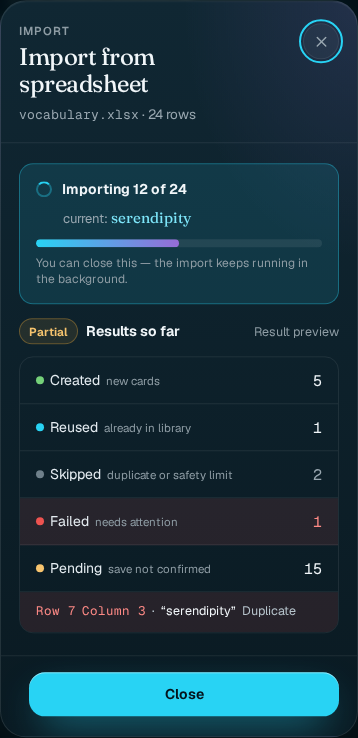 IMPORT
Import from
spreadsheet
vocabulary.xlsx · 24 rows
Importing 12 of 24
current: serendipity
You can close this — the import keeps running in
the background.
Partial Results so far Result preview
Created new cards 5
Reused already in library 1
Skipped duplicate or safety limit 2
Failed needs attention 1
Pending save not confirmed 15
Row 7 Column 3 · “serendipity” Duplicate
Close